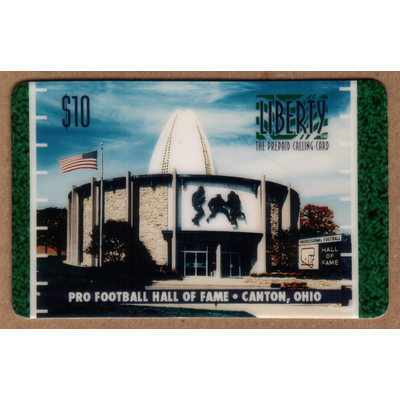 $10
LIBERTY
THE PREPAID CALLING CARD
PROFESSIONAL FOOTBALL
HALL
OF
FAME
PRO FOOTBALL HALL OF FAME • CANTON, OHIO